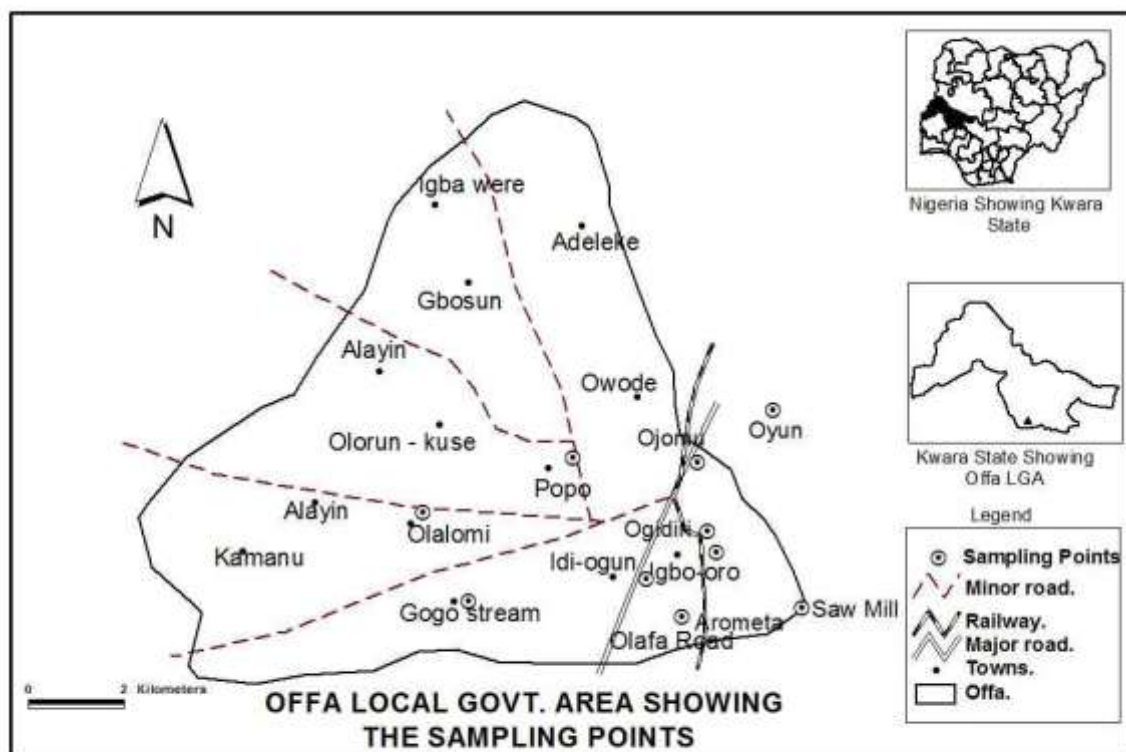 N
Igba were
Adeleke
Gbosun
Alayin
Owode
Olorun - kuse
Ojomu
Oyun
Popo
Alayin
Olalomi
Ogidiri
Kamanu
Idi-ogun
Igbo-oro
Gogo stream
Arometa
Saw Mill
Olafa Road
0 2 Kilometers
OFFA LOCAL GOVT. AREA SHOWING
THE SAMPLING POINTS
Nigeria Showing Kwara
State
Kwara State Showing
Offa LGA
Legend
Sampling Points
Minor road.
Railway.
Major road.
Towns.
Offa.